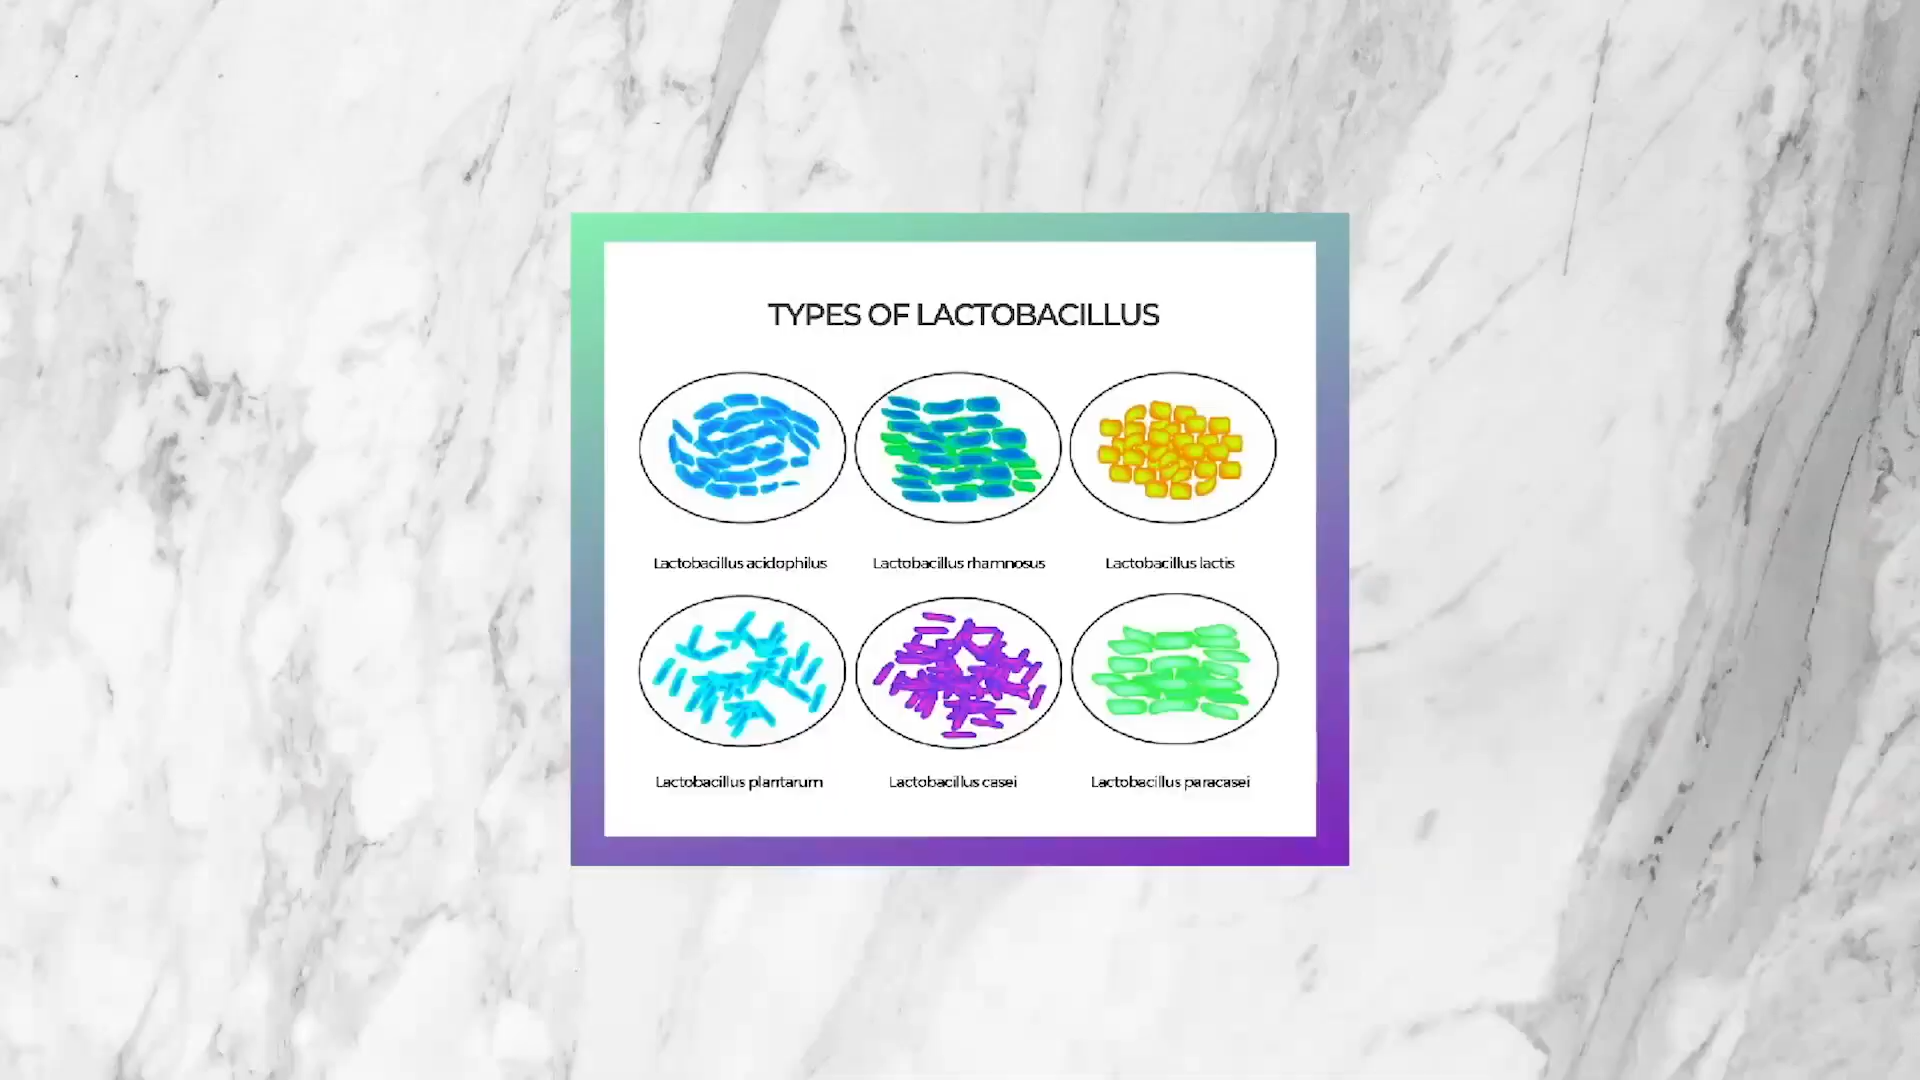 TYPES OF LACTOBACILLUS
Lactobacillus acidophilus
Lactobacillus rhamnosus
Lactobacillus lactis
Lactobacillus plantarum
Lactobacillus casei
Lactobacillus paracasei